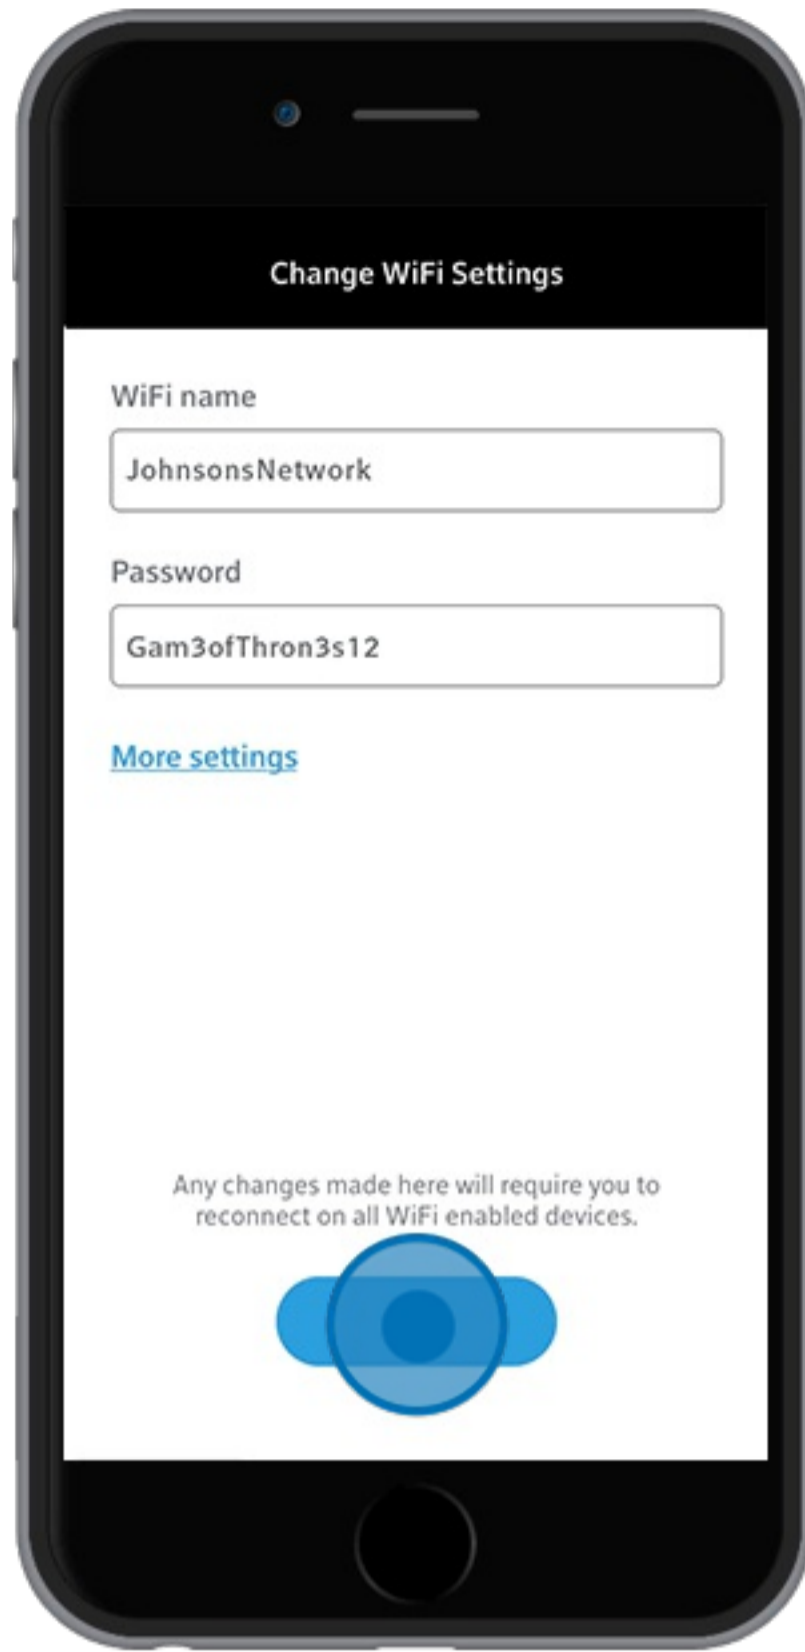 Change WiFi Settings
WiFi name
JohnsonsNetwork
Password
Gam3ofThron3s12
More settings
Any changes made here will require you to
reconnect on all WiFi enabled devices.